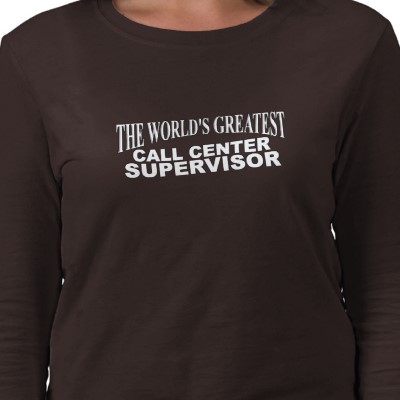 THE WORLD'S GREATEST
CALL CENTER
SUPERVISOR